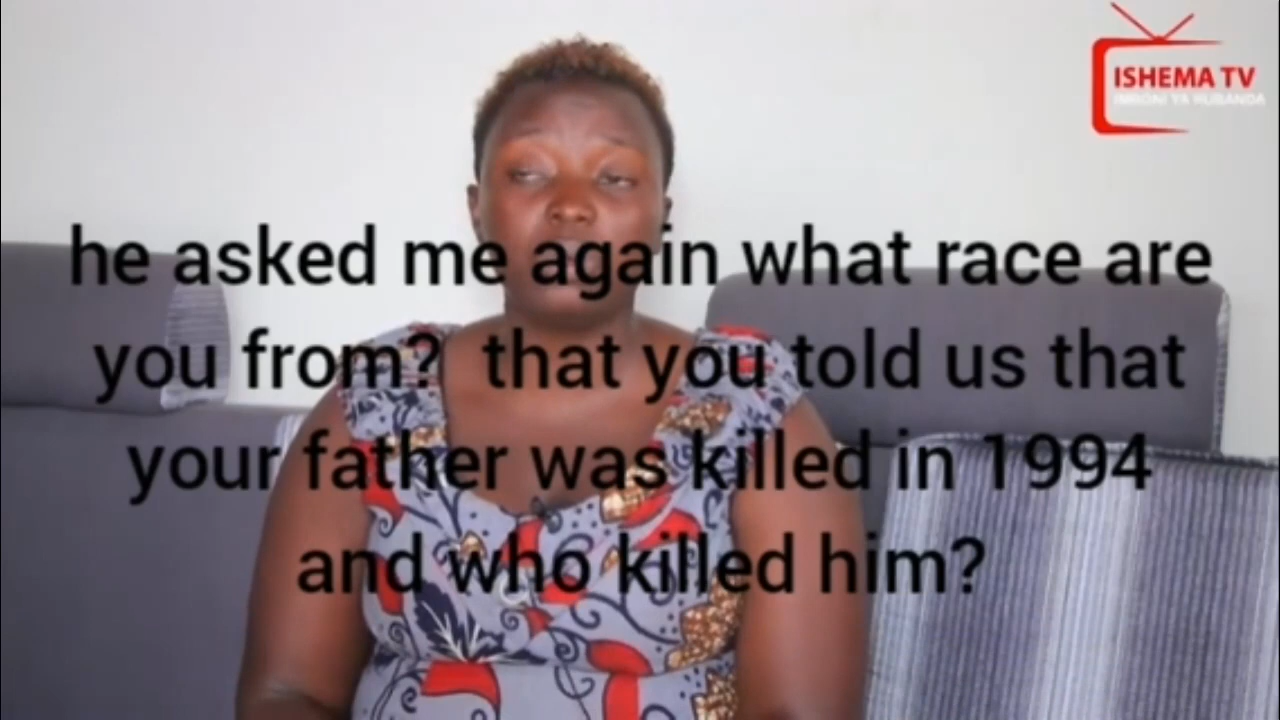 ISHEMA TV
he asked me again what race are
you from? that you told us that
your father was killed in 1994
and who killed him?